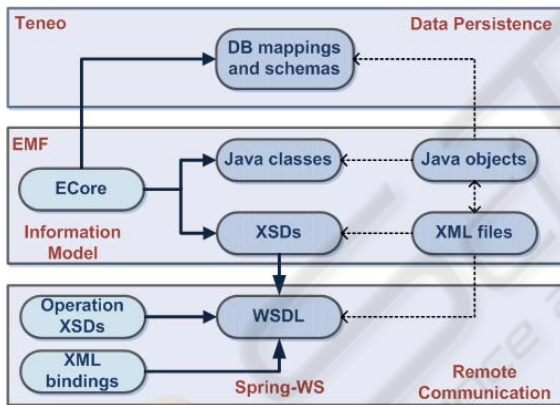 Teneo
Data Persistence
DB mappings
and schemas
EMF
Java classes
Java objects
ECore
Information
Model
XSDs
XML files
Operation
XSDs
WSDL
XML
bindings
Spring-WS
Remote
Communication